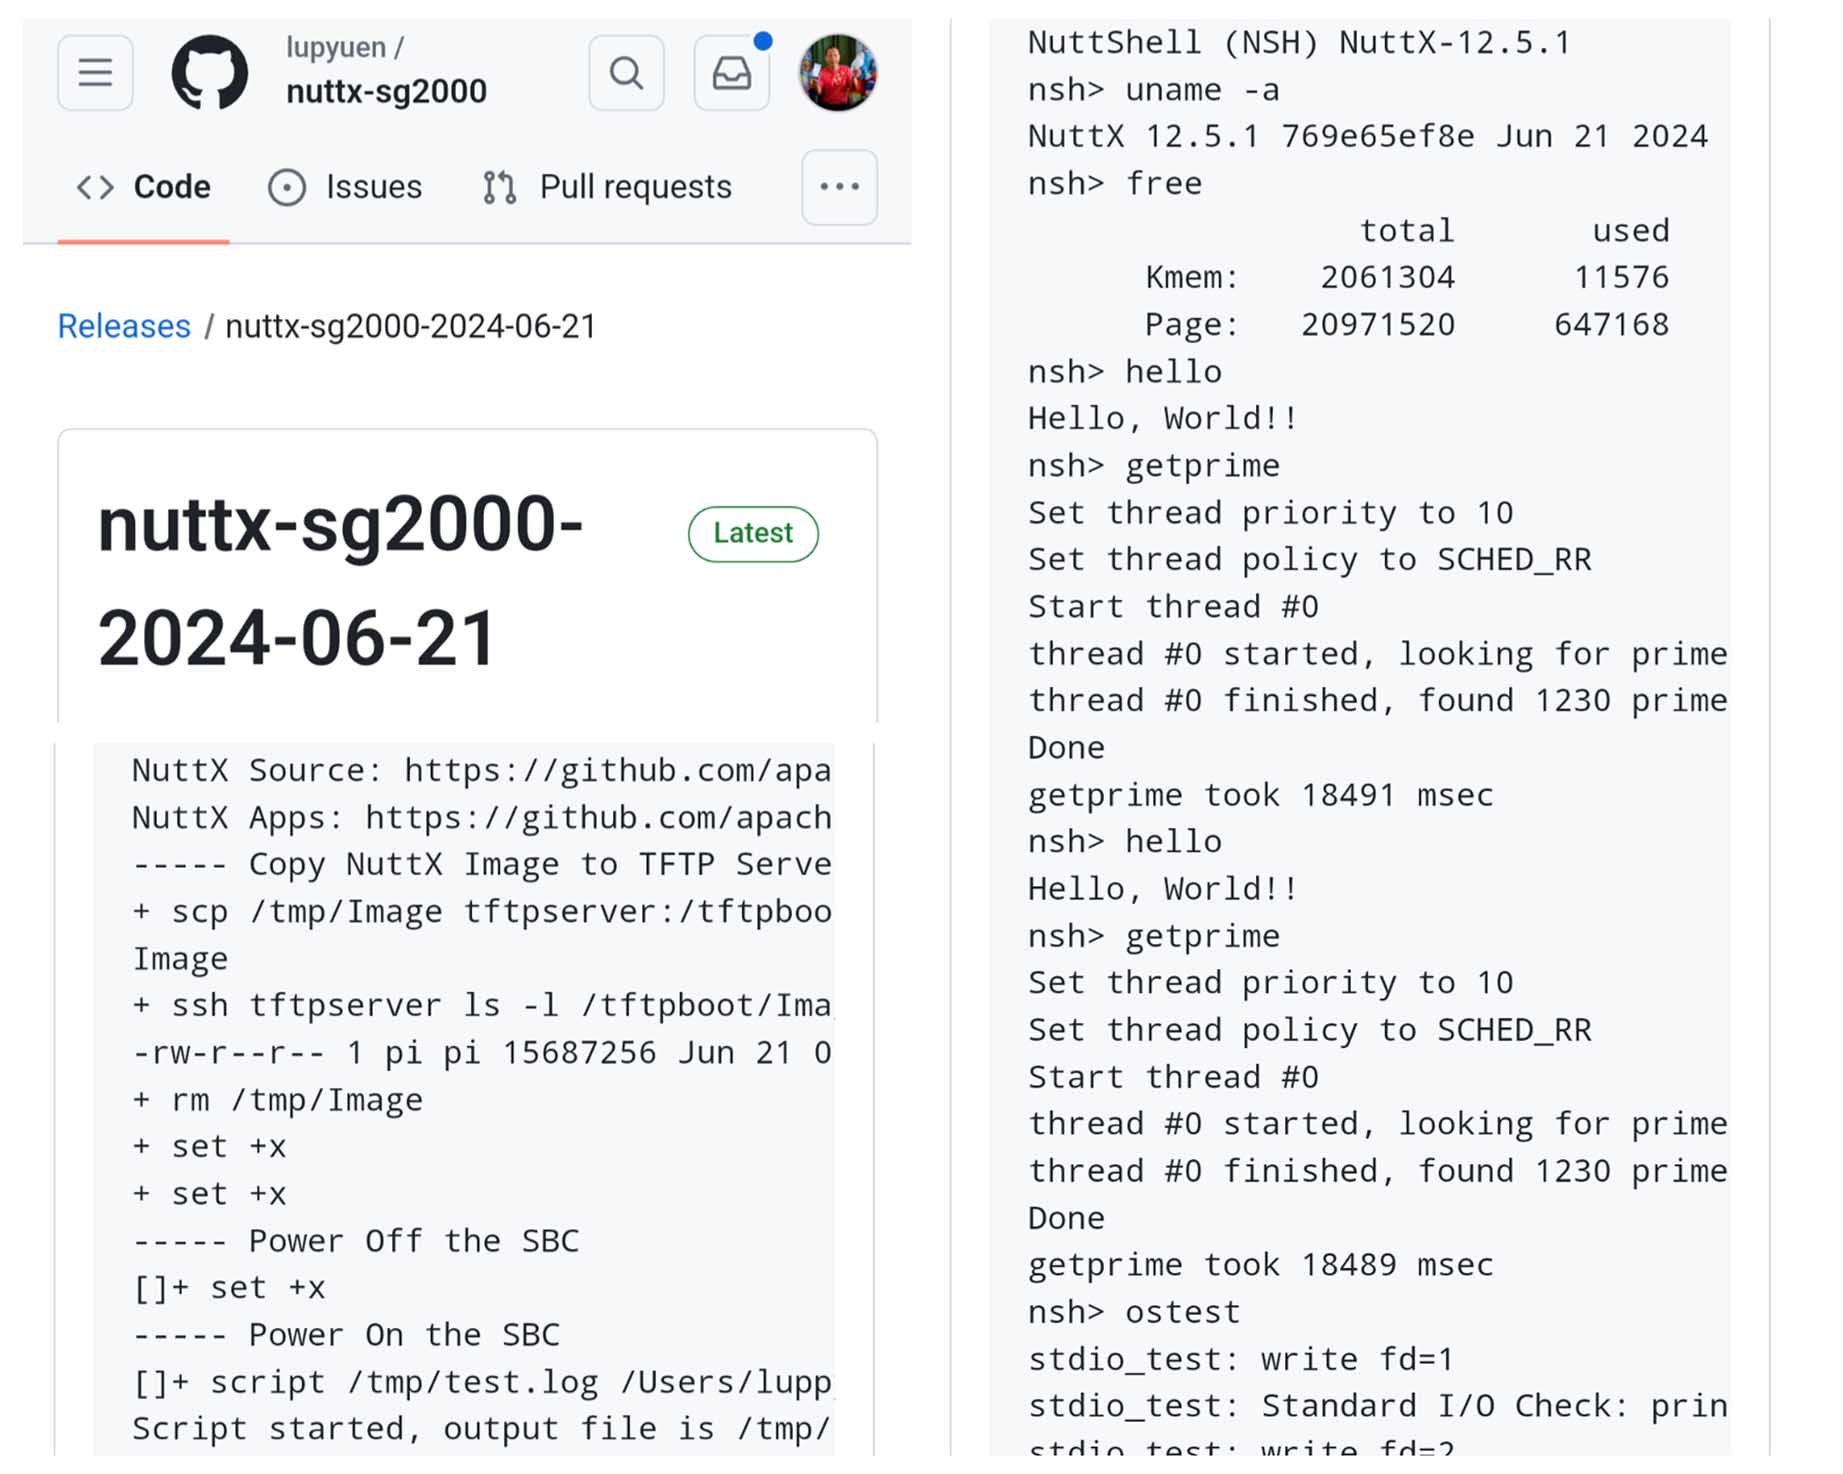 lupyuen /
nuttx-sg2000
Code
Issues
Pull requests
Releases / nuttx-sg2000-2024-06-21
nuttx-sg2000-
2024-06-21
Latest
NuttX Source: https://github.com/apa
NuttX Apps: https://github.com/apach
----- Copy NuttX Image to TFTP Serve
+ scp /tmp/Image tftpserver:/tftpboo
Image
+ ssh tftpserver ls -l /tftpboot/Ima
-rw-r--r-- 1 pi pi 15687256 Jun 21 0
+ rm /tmp/Image
+ set +x
+ set +x
----- Power Off the SBC
[]+ set +x
----- Power On the SBC
[]+ script /tmp/test.log /Users/lupp
Script started, output file is /tmp/
NuttShell (NSH) NuttX-12.5.1
nsh> uname -a
NuttX 12.5.1 769e65ef8e Jun 21 2024
nsh> free
total used
Kmem: 2061304 11576
Page: 20971520 647168
nsh> hello
Hello, World!!
nsh> getprime
Set thread priority to 10
Set thread policy to SCHED_RR
Start thread #0
thread #0 started, looking for prime
thread #0 finished, found 1230 prime
Done
getprime took 18491 msec
nsh> hello
Hello, World!!
nsh> getprime
Set thread priority to 10
Set thread policy to SCHED_RR
Start thread #0
thread #0 started, looking for prime
thread #0 finished, found 1230 prime
Done
getprime took 18489 msec
nsh> ostest
stdio_test: write fd=1
stdio_test: Standard I/O Check: prin
stdio_test: write fd=2